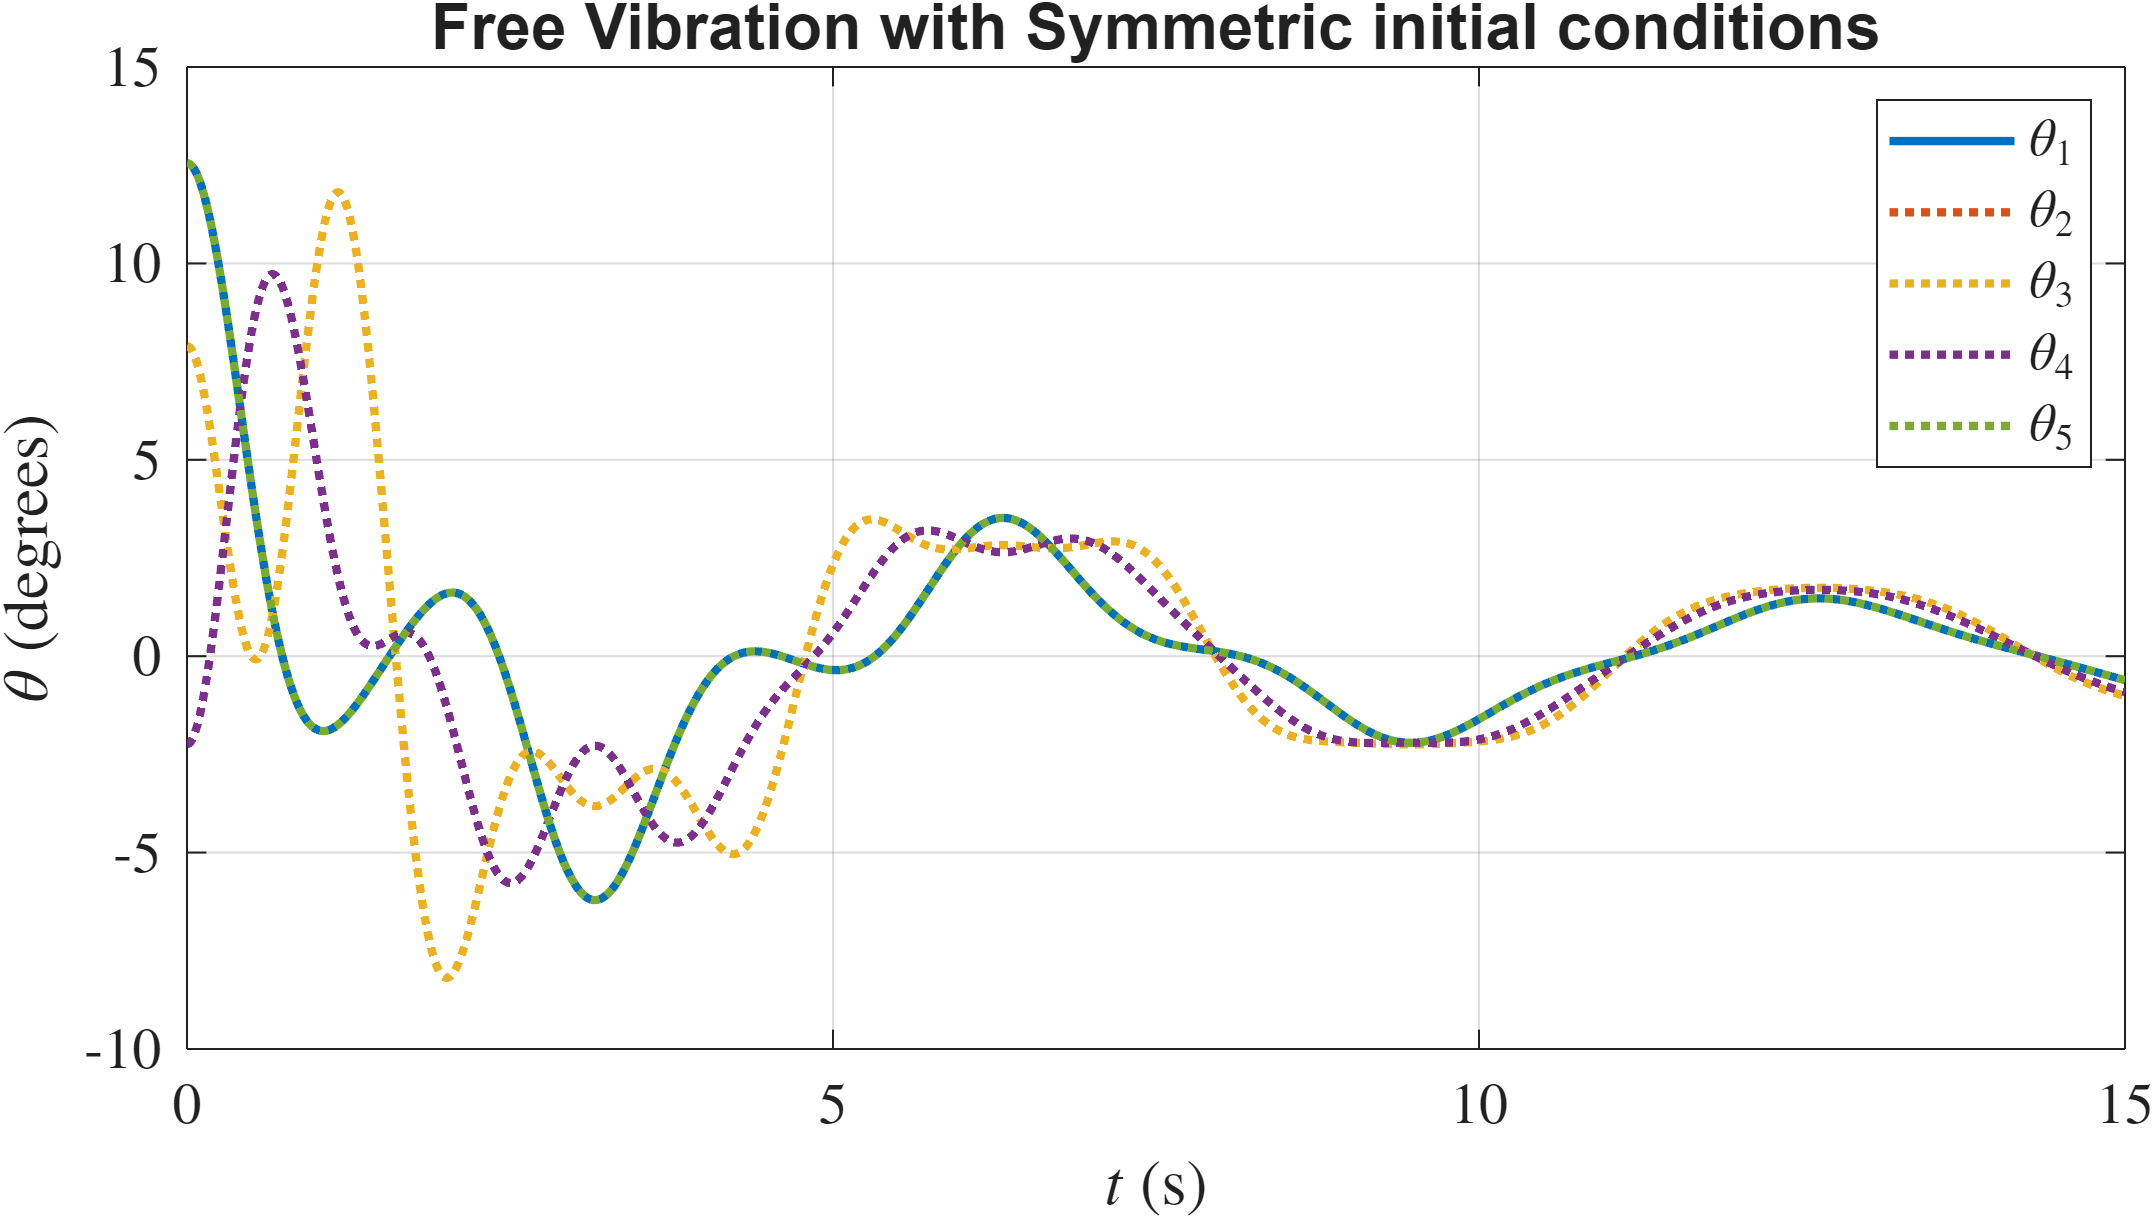 Free Vibration with Symmetric initial conditions
15
10
5
0
-5
-10
θ (degrees)
0
5
10
15
t (s)
θ1
θ2
θ3
θ4
θ5